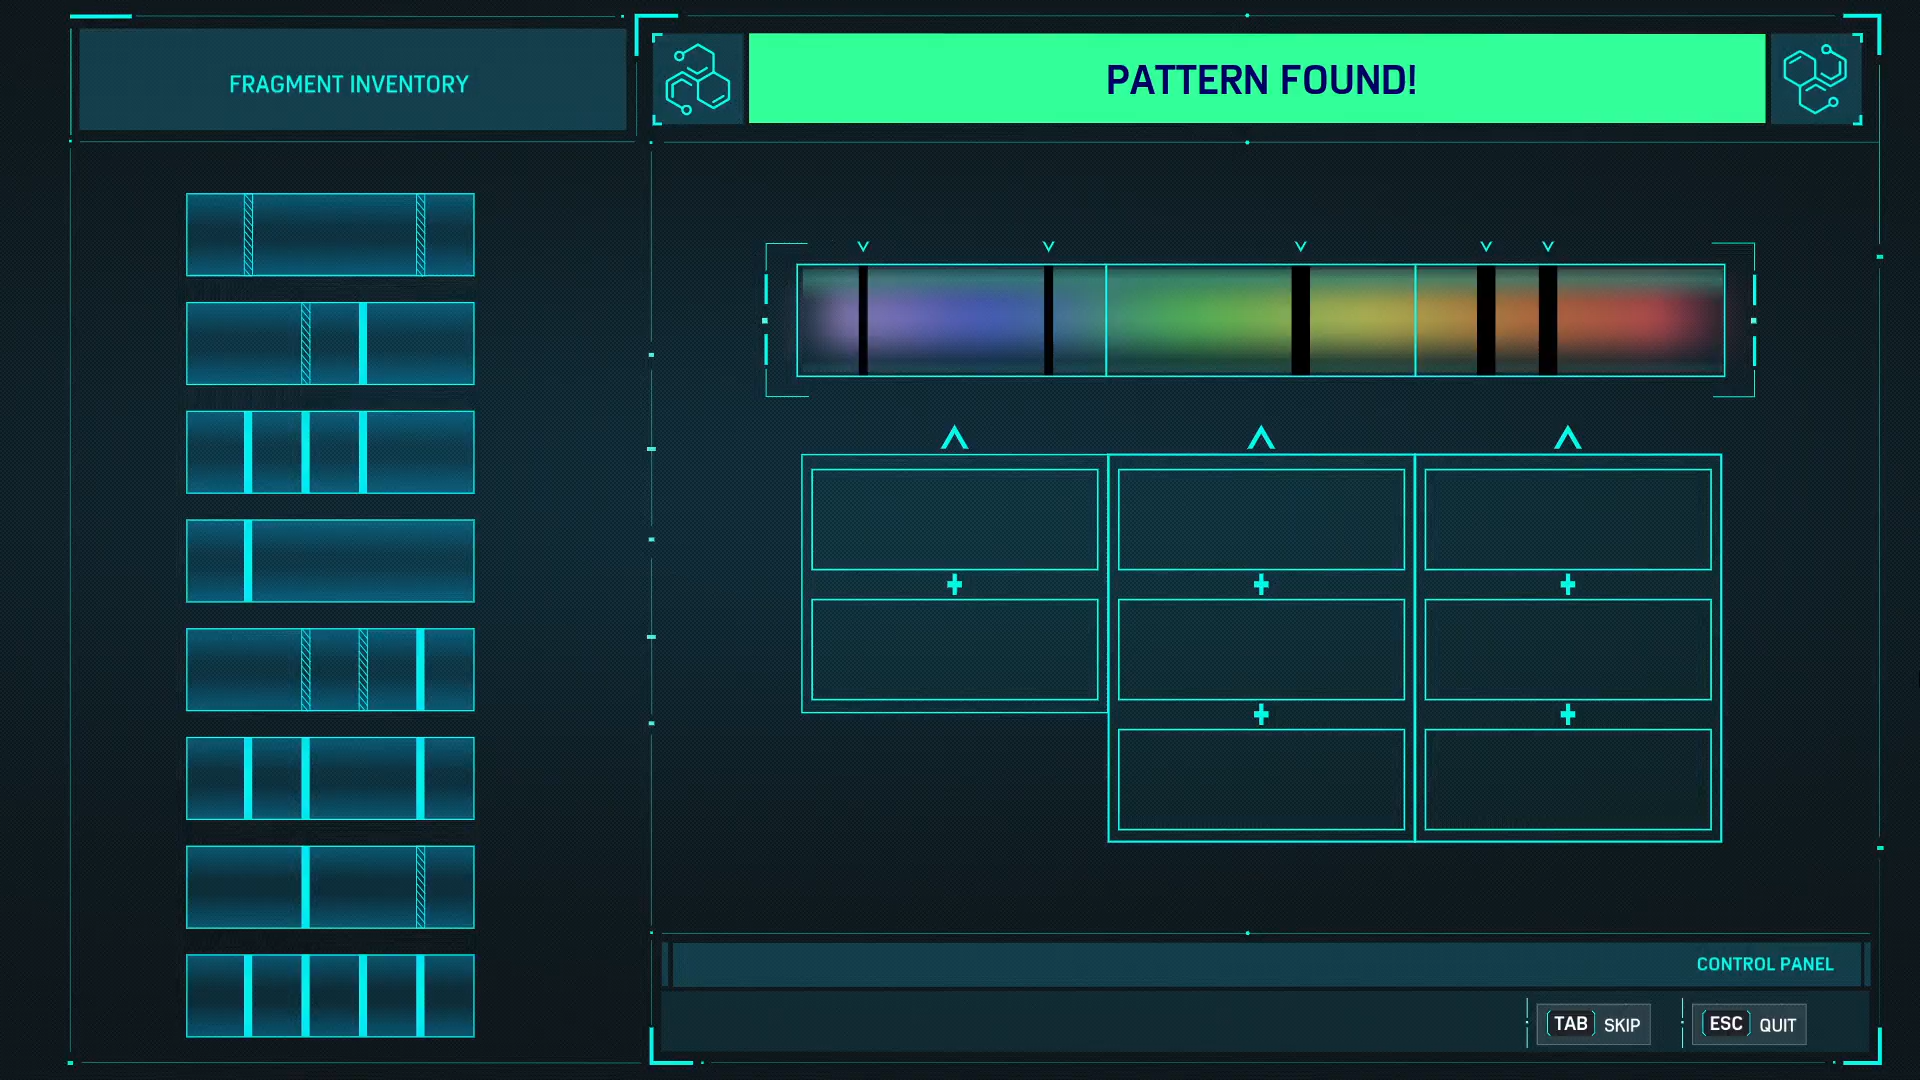 FRAGMENT INVENTORY
PATTERN FOUND!
CONTROL PANEL
TAB SKIP
ESC QUIT